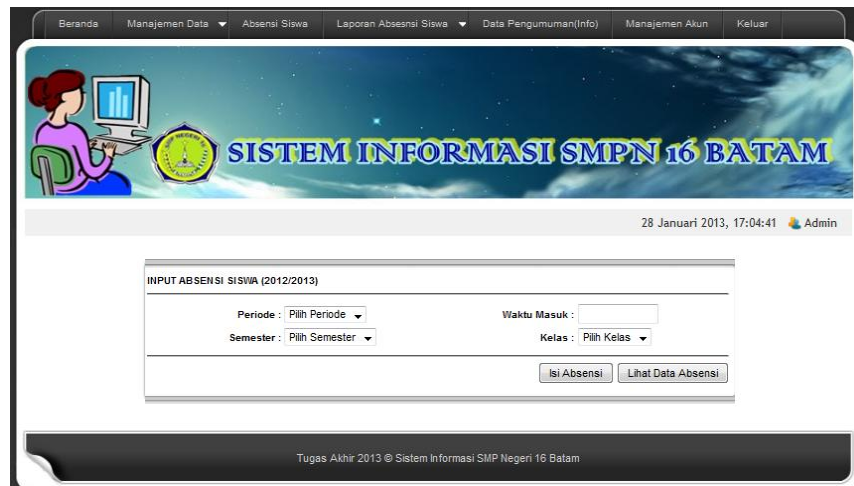 Beranda Manajemen Data Absensi Siswa Laporan Absesnsi Siswa Data Pengumuman(Info) Manajemen Akun Keluar
SISTEM INFORMASI SMPN 16 BATAM
28 Januari 2013, 17:04:41 Admin
INPUT ABSENSI SISWA (2012/2013)
Periode : Pilih Periode Waktu Masuk :
Semester : Pilih Semester Kelas : Pilih Kelas
Isi Absensi Lihat Data Absensi
Tugas Akhir 2013 © Sistem Informasi SMP Negeri 16 Batam